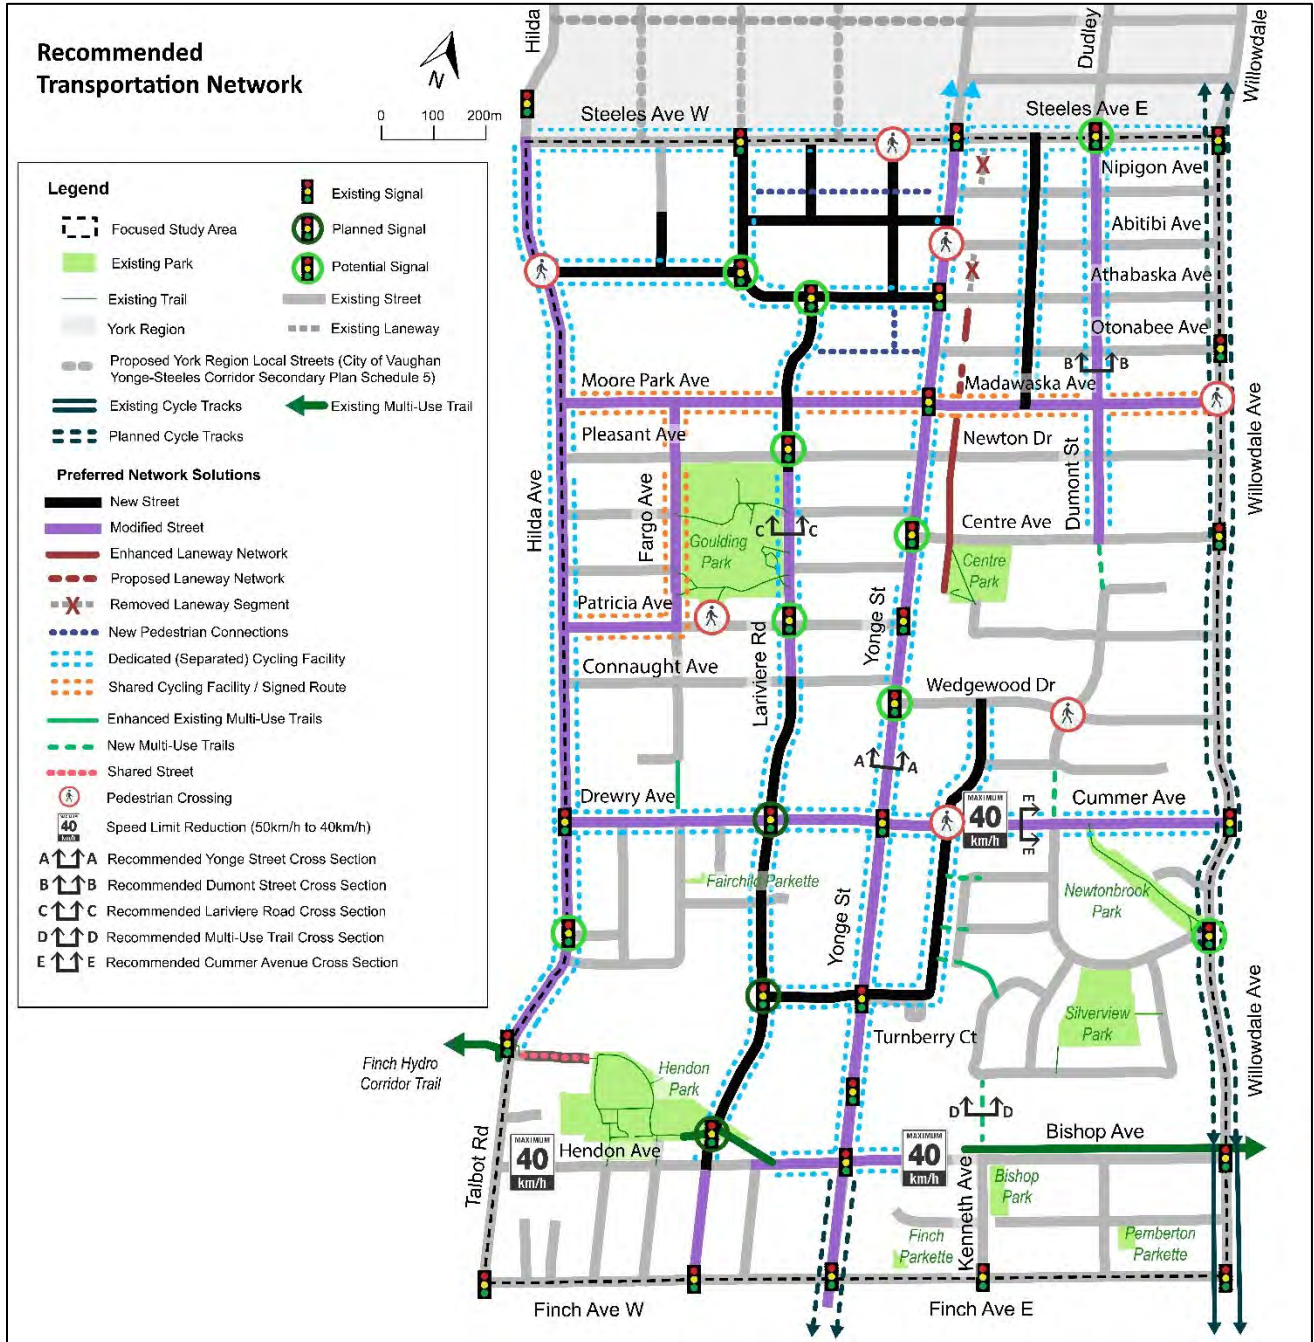 Recommended
Transportation Network
N
0 100 200m
Hilda
Dudley
Willowdale
Steeles Ave W
Steeles Ave E
Legend
Focused Study Area
Existing Park
Existing Trail
York Region
Proposed York Region Local Streets (City of Vaughan
Yonge-Steeles Corridor Secondary Plan Schedule 5)
Existing Cycle Tracks
Planned Cycle Tracks
Existing Signal
Planned Signal
Potential Signal
Existing Street
Existing Laneway
Existing Multi-Use Trail
Preferred Network Solutions
New Street
Modified Street
Enhanced Laneway Network
Proposed Laneway Network
X
Removed Laneway Segment
New Pedestrian Connections
Dedicated (Separated) Cycling Facility
Shared Cycling Facility / Signed Route
Enhanced Existing Multi-Use Trails
New Multi-Use Trails
Shared Street
Pedestrian Crossing
MAXIMUM
40
km/h
Speed Limit Reduction (50km/h to 40km/h)
A A Recommended Yonge Street Cross Section
B B Recommended Dumont Street Cross Section
C C Recommended Lariviere Road Cross Section
D D Recommended Multi-Use Trail Cross Section
E E Recommended Cummer Avenue Cross Section
X
Nipigon Ave
Abitibi Ave
X
Athabaska Ave
Otonabee Ave
B B
Moore Park Ave
Madawaska Ave
Pleasant Ave
Newton Dr
Hilda Ave
Fargo Ave
Goulding
Park
C C
Dumont St
Willowdale Ave
Centre Ave
Centre
Park
Patricia Ave
Yonge St
Connaught Ave
Lariviere Rd
Wedgewood Dr
A A
Drewry Ave
MAXIMUM
40
km/h
E
E
Cummer Ave
Fairchild Parkette
Newtonbrook
Park
Yonge St
Turnberry Ct
Silverview
Park
Willowdale Ave
Finch Hydro
Corridor Trail
Hendon
Park
D D
Talbot Rd
MAXIMUM
40
km/h
Hendon Ave
MAXIMUM
40
km/h
Bishop Ave
Kenneth Ave
Bishop
Park
Finch
Parkette
Pemberton
Parkette
Finch Ave W
Finch Ave E